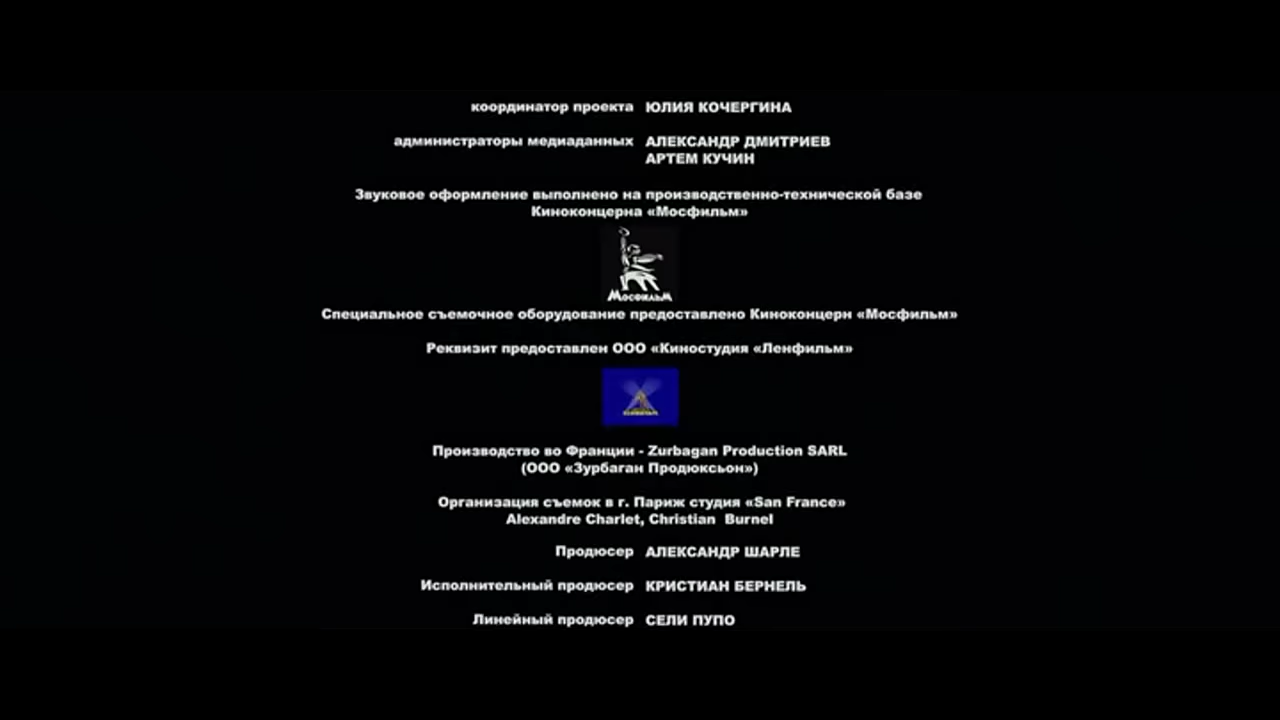 координатор проекта ЮЛИЯ КОЧЕРГИНА
администраторы медиаданных АЛЕКСАНДР ДМИТРИЕВ
АРТЕМ КУЧИН
Звуковое оформление выполнено на производственно-технической базе
Киноконцерна «Мосфильм»
МОСФИЛЬМ
Специальное съемочное оборудование предоставлено Киноконцерн «Мосфильм»
Реквизит предоставлен ООО «Киностудия «Ленфильм»
Производство во Франции - Zurbagan Production SARL
(ООО «Зурбаган Продюксьон»)
Организация съемок в г. Париж студия «San France»
Alexandre Charlet, Christian Burnel
Продюсер АЛЕКСАНДР ШАРЛЕ
Исполнительный продюсер КРИСТИАН БЕРНЕЛЬ
Линейный продюсер СЕЛИ ПУПО